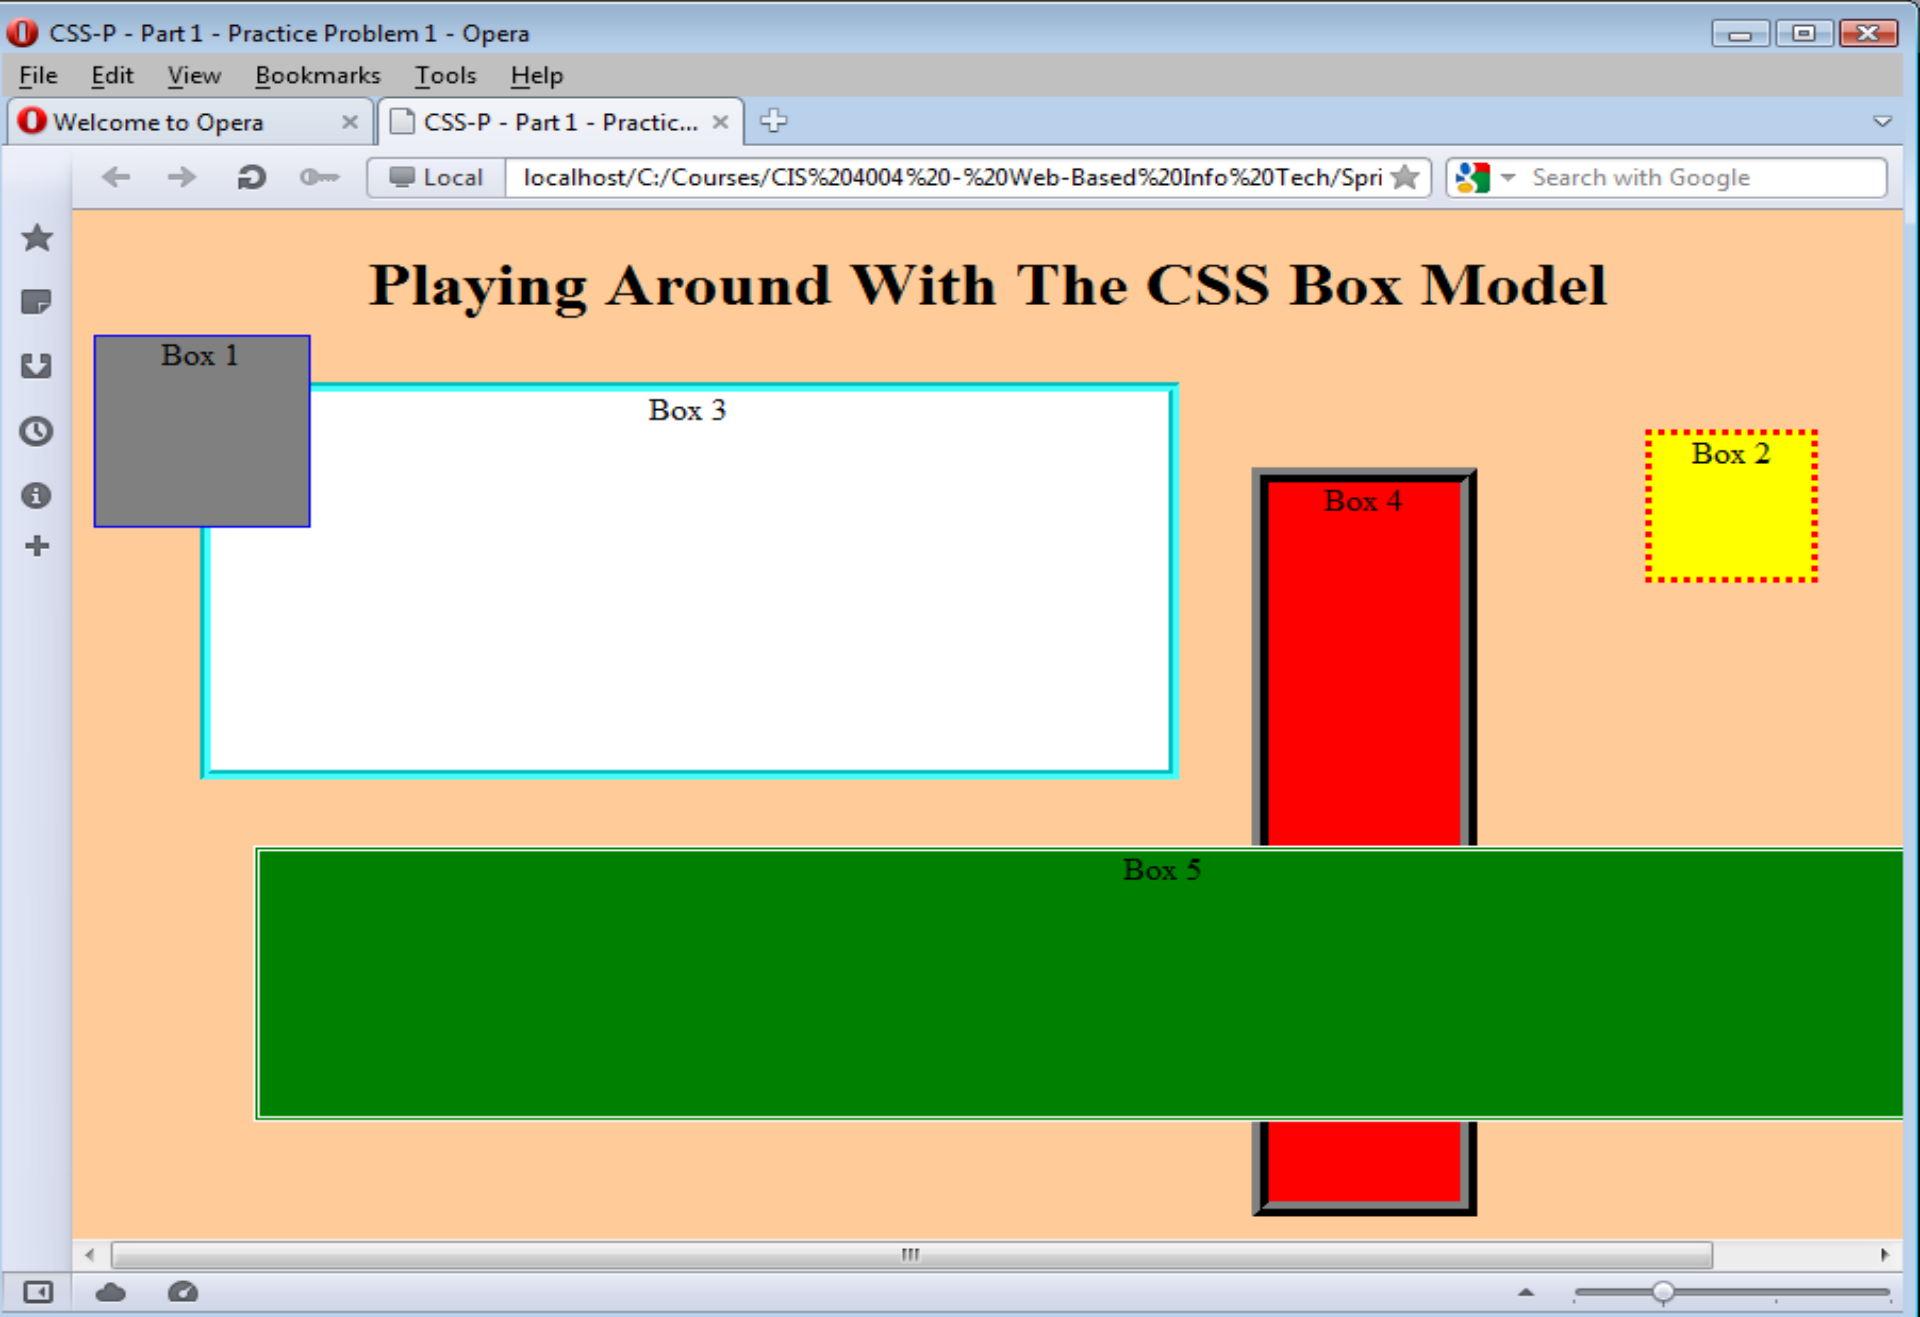 CSS-P - Part 1 - Practice Problem 1 - Opera
File Edit View Bookmarks Tools Help
Welcome to Opera CSS-P - Part 1 - Practic...
Local localhost/C:/Courses/CIS%204004%20-%20Web-Based%20Info%20Tech/Spri Search with Google
Playing Around With The CSS Box Model
Box 1
Box 3
Box 2
Box 4
Box 5